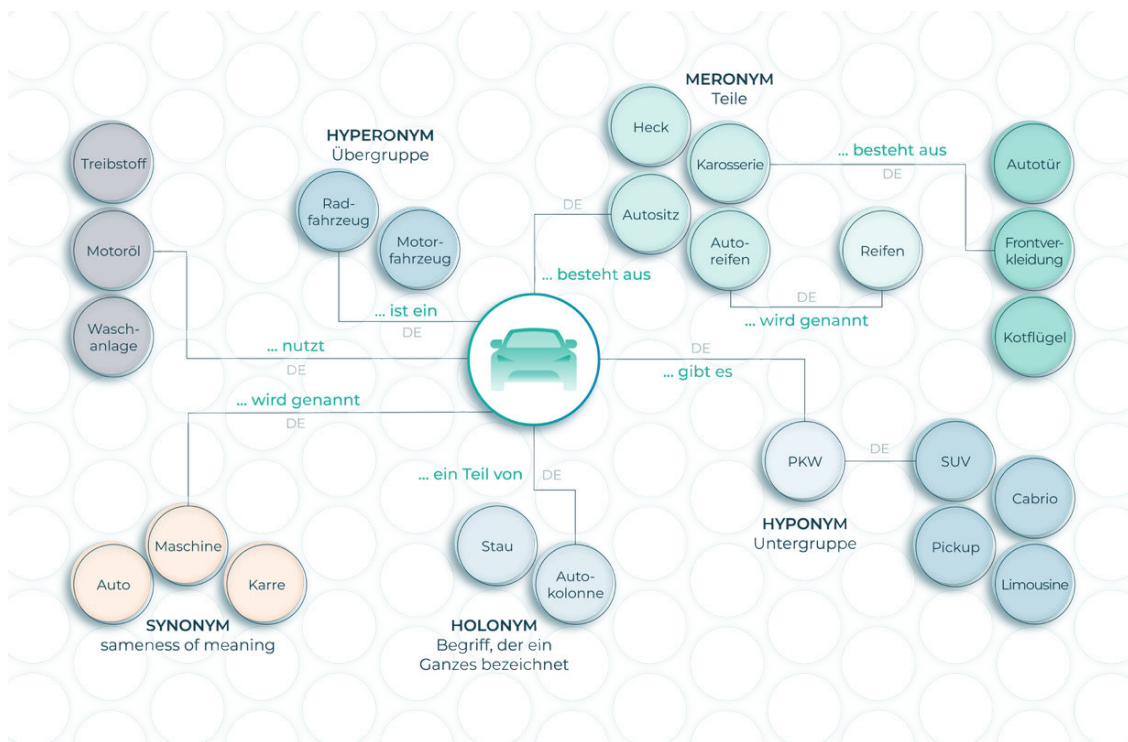 MERONYM
Teile
HYPERONYM
Übergruppe
Treibstoff
Motoröl
Wasch-
anlage
Rad-
fahrzeug
Motor-
fahrzeug
Heck
Karosserie
Autositz
Auto-
reifen
Reifen
Autotür
Frontver-
kleidung
Kotflügel
... besteht aus
DE
DE
... besteht aus
DE
... wird genannt
... ist ein
DE
... nutzt
DE
DE
... gibt es
... wird genannt
DE
... ein Teil von
DE
PKW
DE
SUV
Cabrio
Pickup
Limousine
HYPONYM
Untergruppe
Maschine
Auto
Karre
SYNONYM
sameness of meaning
Stau
Auto-
kolonne
HOLONYM
Begriff, der ein
Ganzes bezeichnet